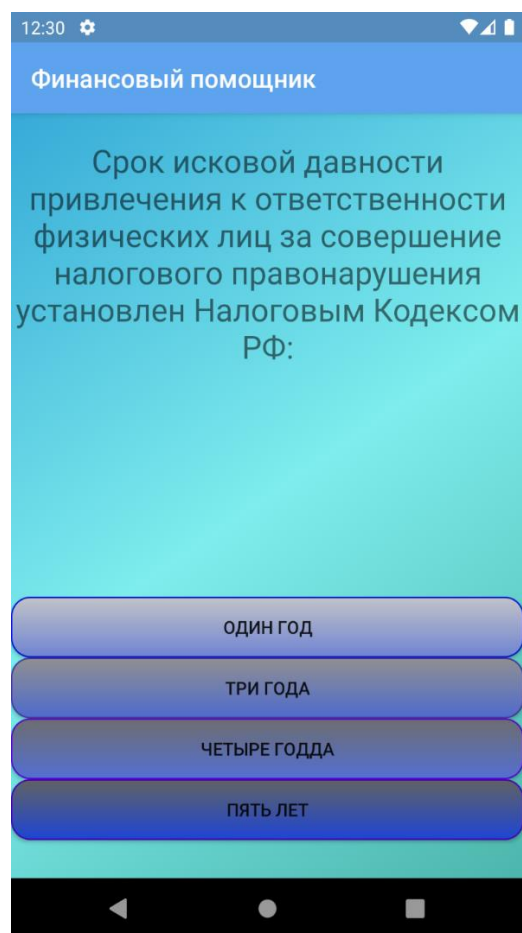 12:30
Финансовый помощник
Срок исковой давности
привлечения к ответственности
физических лиц за совершение
налогового правонарушения
установлен Налоговым Кодексом
РФ:
ОДИН ГОД
ТРИ ГОДА
ЧЕТЫРЕ ГОДДА
ПЯТЬ ЛЕТ